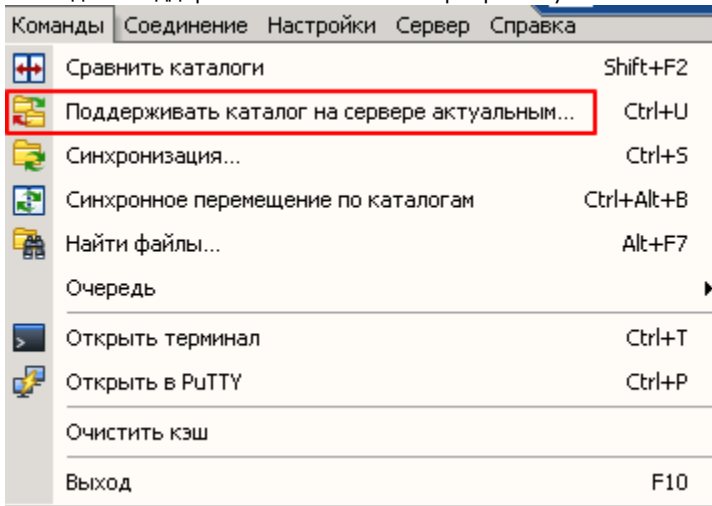 Команды Соединение Настройки Сервер Справка
Сравнить каталоги Shift+F2
Поддерживать каталог на сервере актуальным... Ctrl+U
Синхронизация... Ctrl+S
Синхронное перемещение по каталогам Ctrl+Alt+B
Найти файлы... Alt+F7
Очередь
Открыть терминал Ctrl+T
Открыть в PuTTY Ctrl+P
Очистить кэш
Выход F10